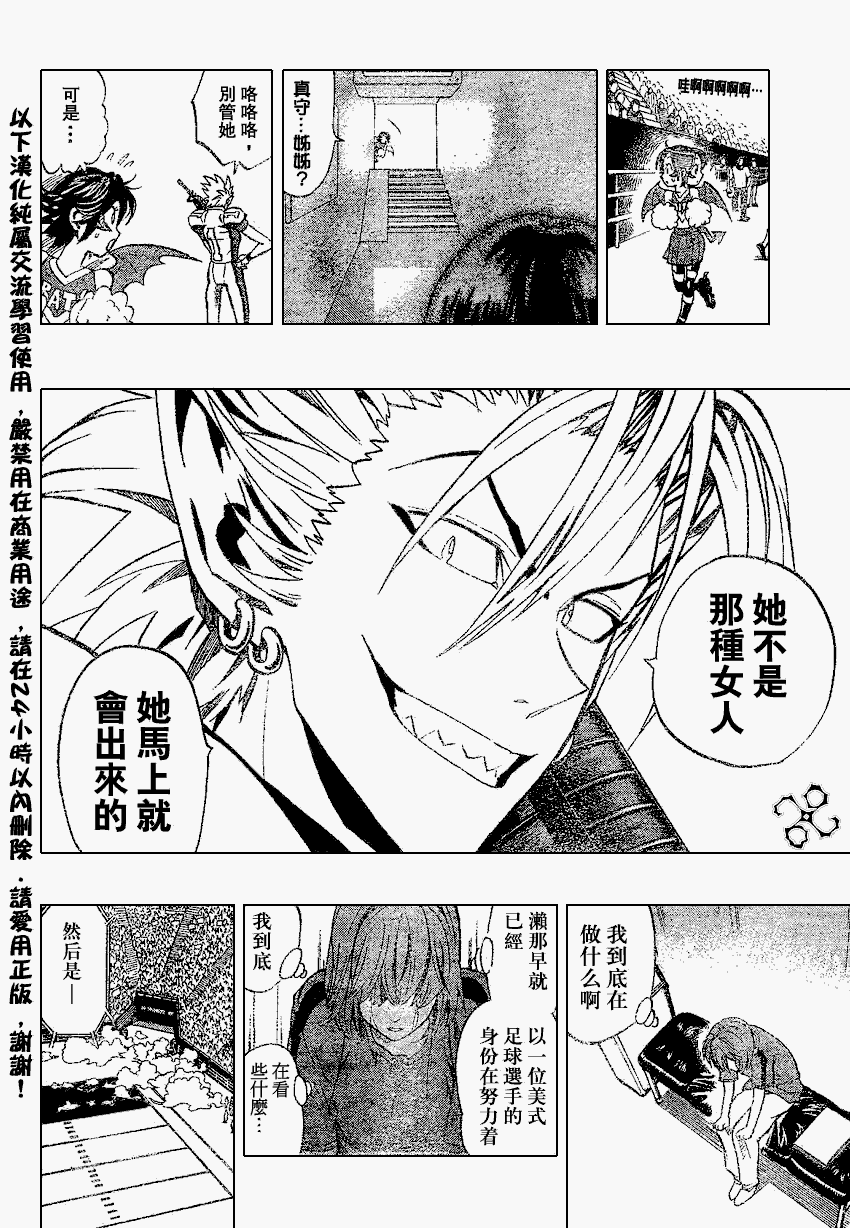 哇啊啊啊啊啊…
真守…姊姊？
咯咯咯，
別管她
可是…
她不是
那種女人
她馬上就
會出來的
我到底在
做什么啊
瀨那早就
已經
以一位美式
足球選手的
身份在努力着
我到底
在看
些什麼…
然后是—
以下漢化純屬交流學習使用，嚴禁用在商業用途，請在24小時以內刪除．請愛用正版，謝謝！